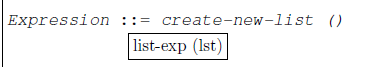 Expression ::= create-new-list ()
list-exp (lst)